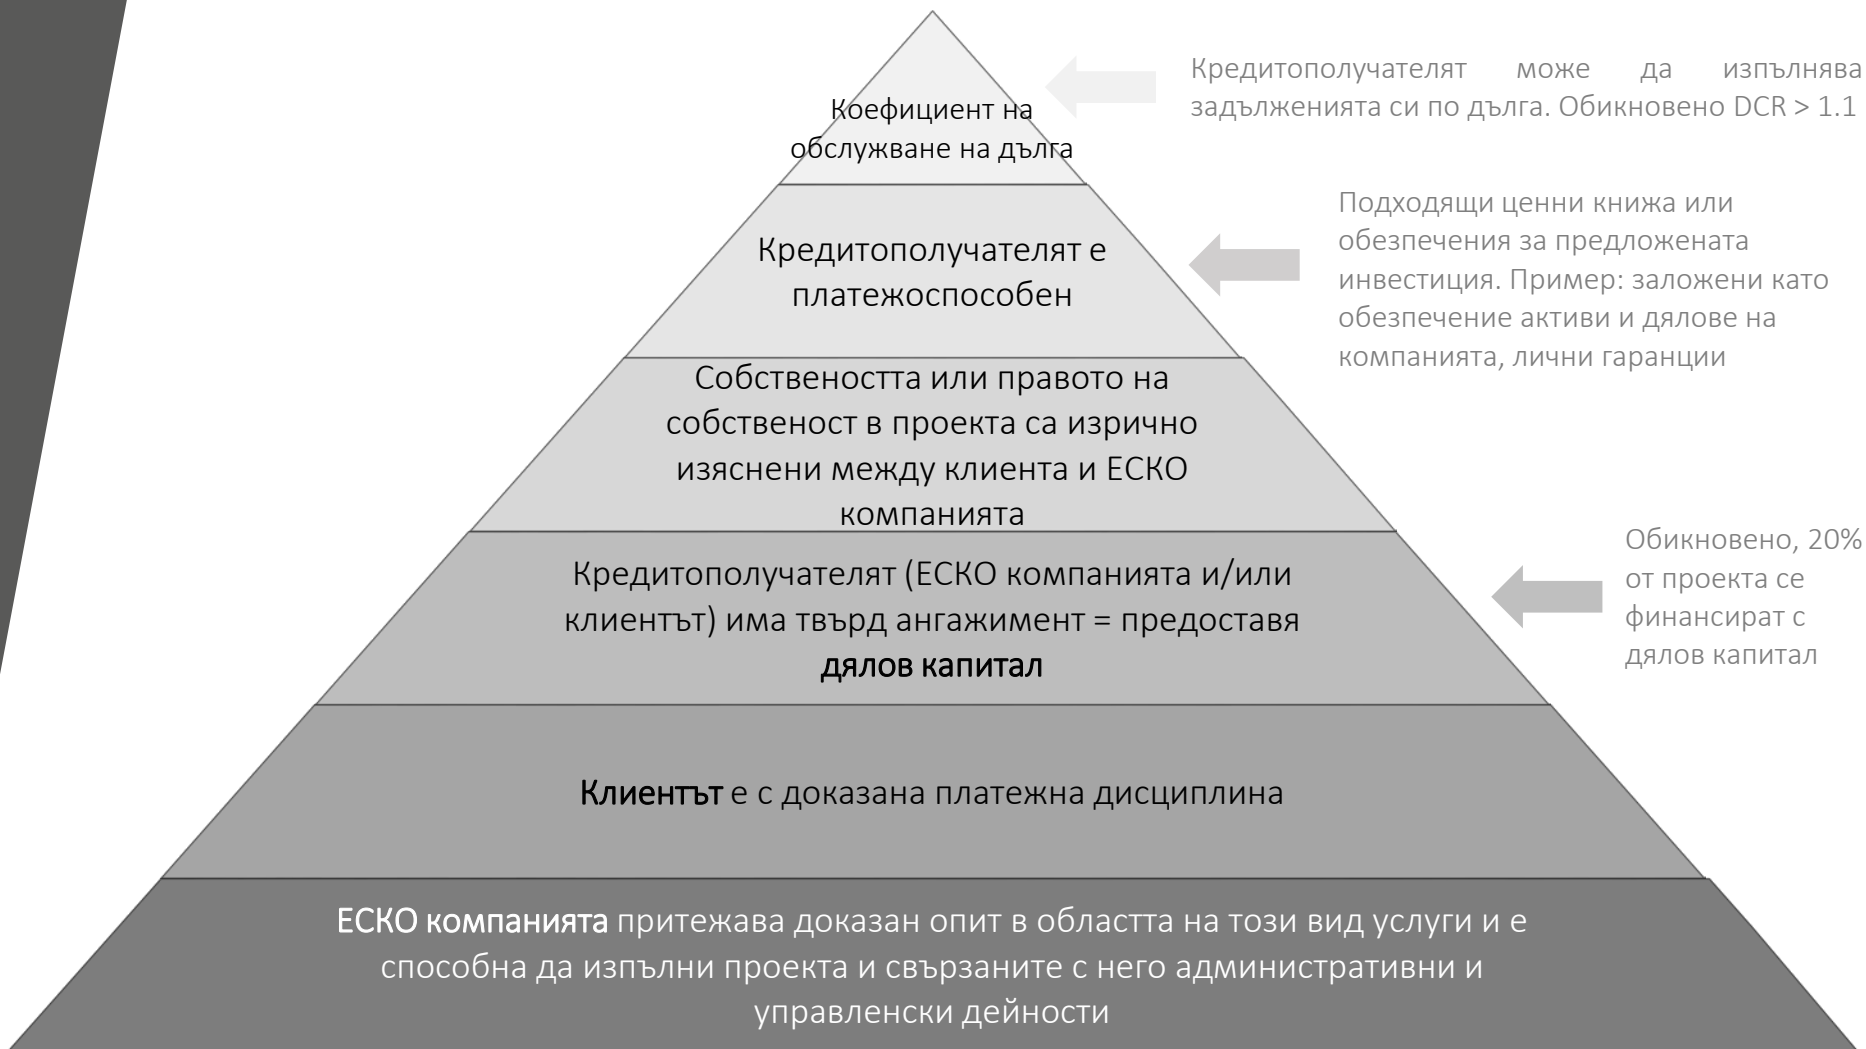 Коефициент на
обслужване на дълга
Кредитополучателят може да изпълнява
задълженията си по дълга. Обикновено DCR > 1.1
Кредитополучателят е
платежоспособен
Подходящи ценни книжа или
обезпечения за предложената
инвестиция. Пример: заложени като
обезпечение активи и дялове на
компанията, лични гаранции
Собствеността или правото на
собственост в проекта са изрично
изяснени между клиента и ЕСКО
компанията
Кредитополучателят (ЕСКО компанията и/или
клиентът) има твърд ангажимент = предоставя
дялов капитал
Обикновено, 20%
от проекта се
финансират с
дялов капитал
Клиентът е с доказана платежна дисциплина
ЕСКО компанията притежава доказан опит в областта на този вид услуги и е
способна да изпълни проекта и свързаните с него административни и
управленски дейности